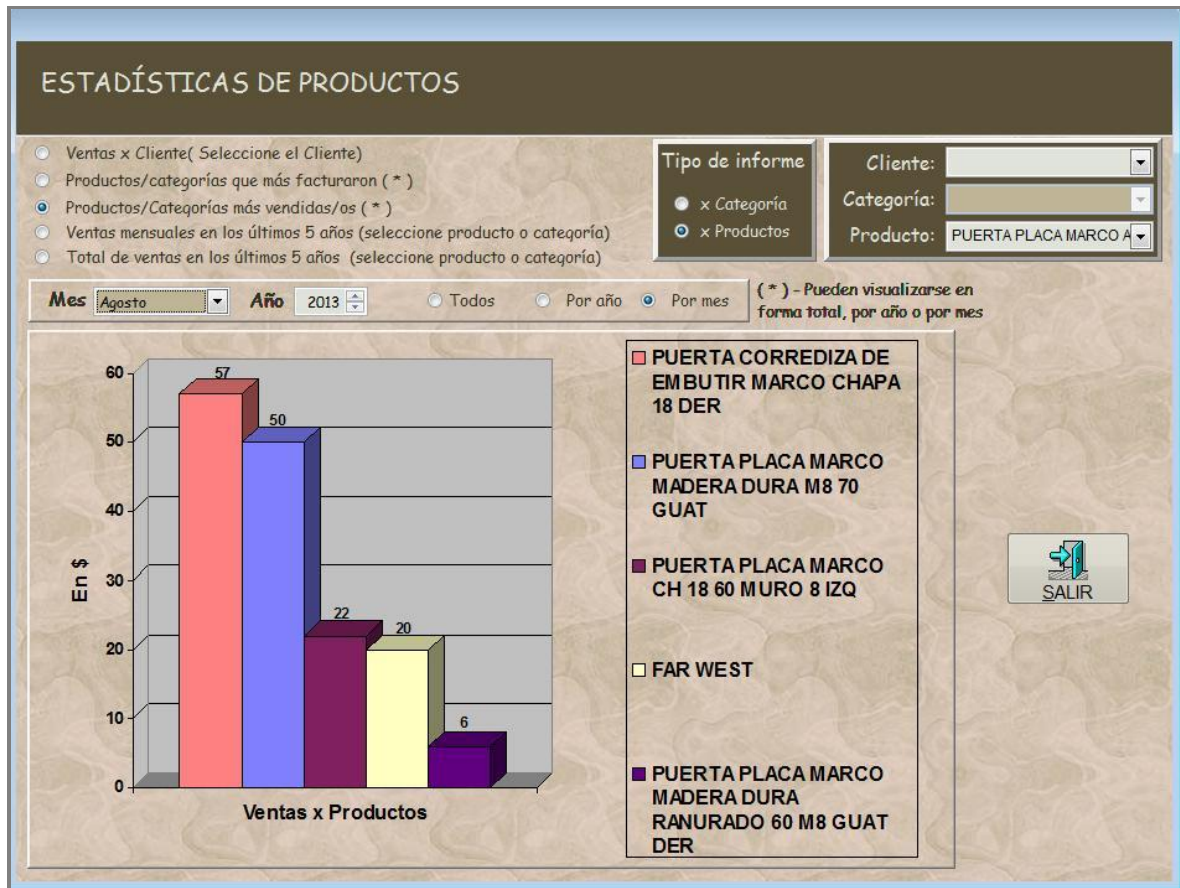 ESTADÍSTICAS DE PRODUCTOS
Ventas x Cliente( Seleccione el Cliente)
Productos/categorías que más facturaron ( * )
Productos/Categorías más vendidas/os ( * )
Ventas mensuales en los últimos 5 años (seleccione producto o categoría)
Total de ventas en los últimos 5 años (seleccione producto o categoría)
Tipo de informe
x Categoría
x Productos
Cliente:
Categoría:
Producto: PUERTA PLACA MARCO A
Mes Agosto Año 2013 Todos Por año Por mes
( * ) - Pueden visualizarse en
forma total, por año o por mes
60
50
40
30
20
10
0
En $
57
50
22
20
6
Ventas x Productos
PUERTA CORREDIZA DE
EMBUTIR MARCO CHAPA
18 DER
PUERTA PLACA MARCO
MADERA DURA M8 70
GUAT
PUERTA PLACA MARCO
CH 18 60 MURO 8 IZQ
FAR WEST
PUERTA PLACA MARCO
MADERA DURA
RANURADO 60 M8 GUAT
DER
SALIR